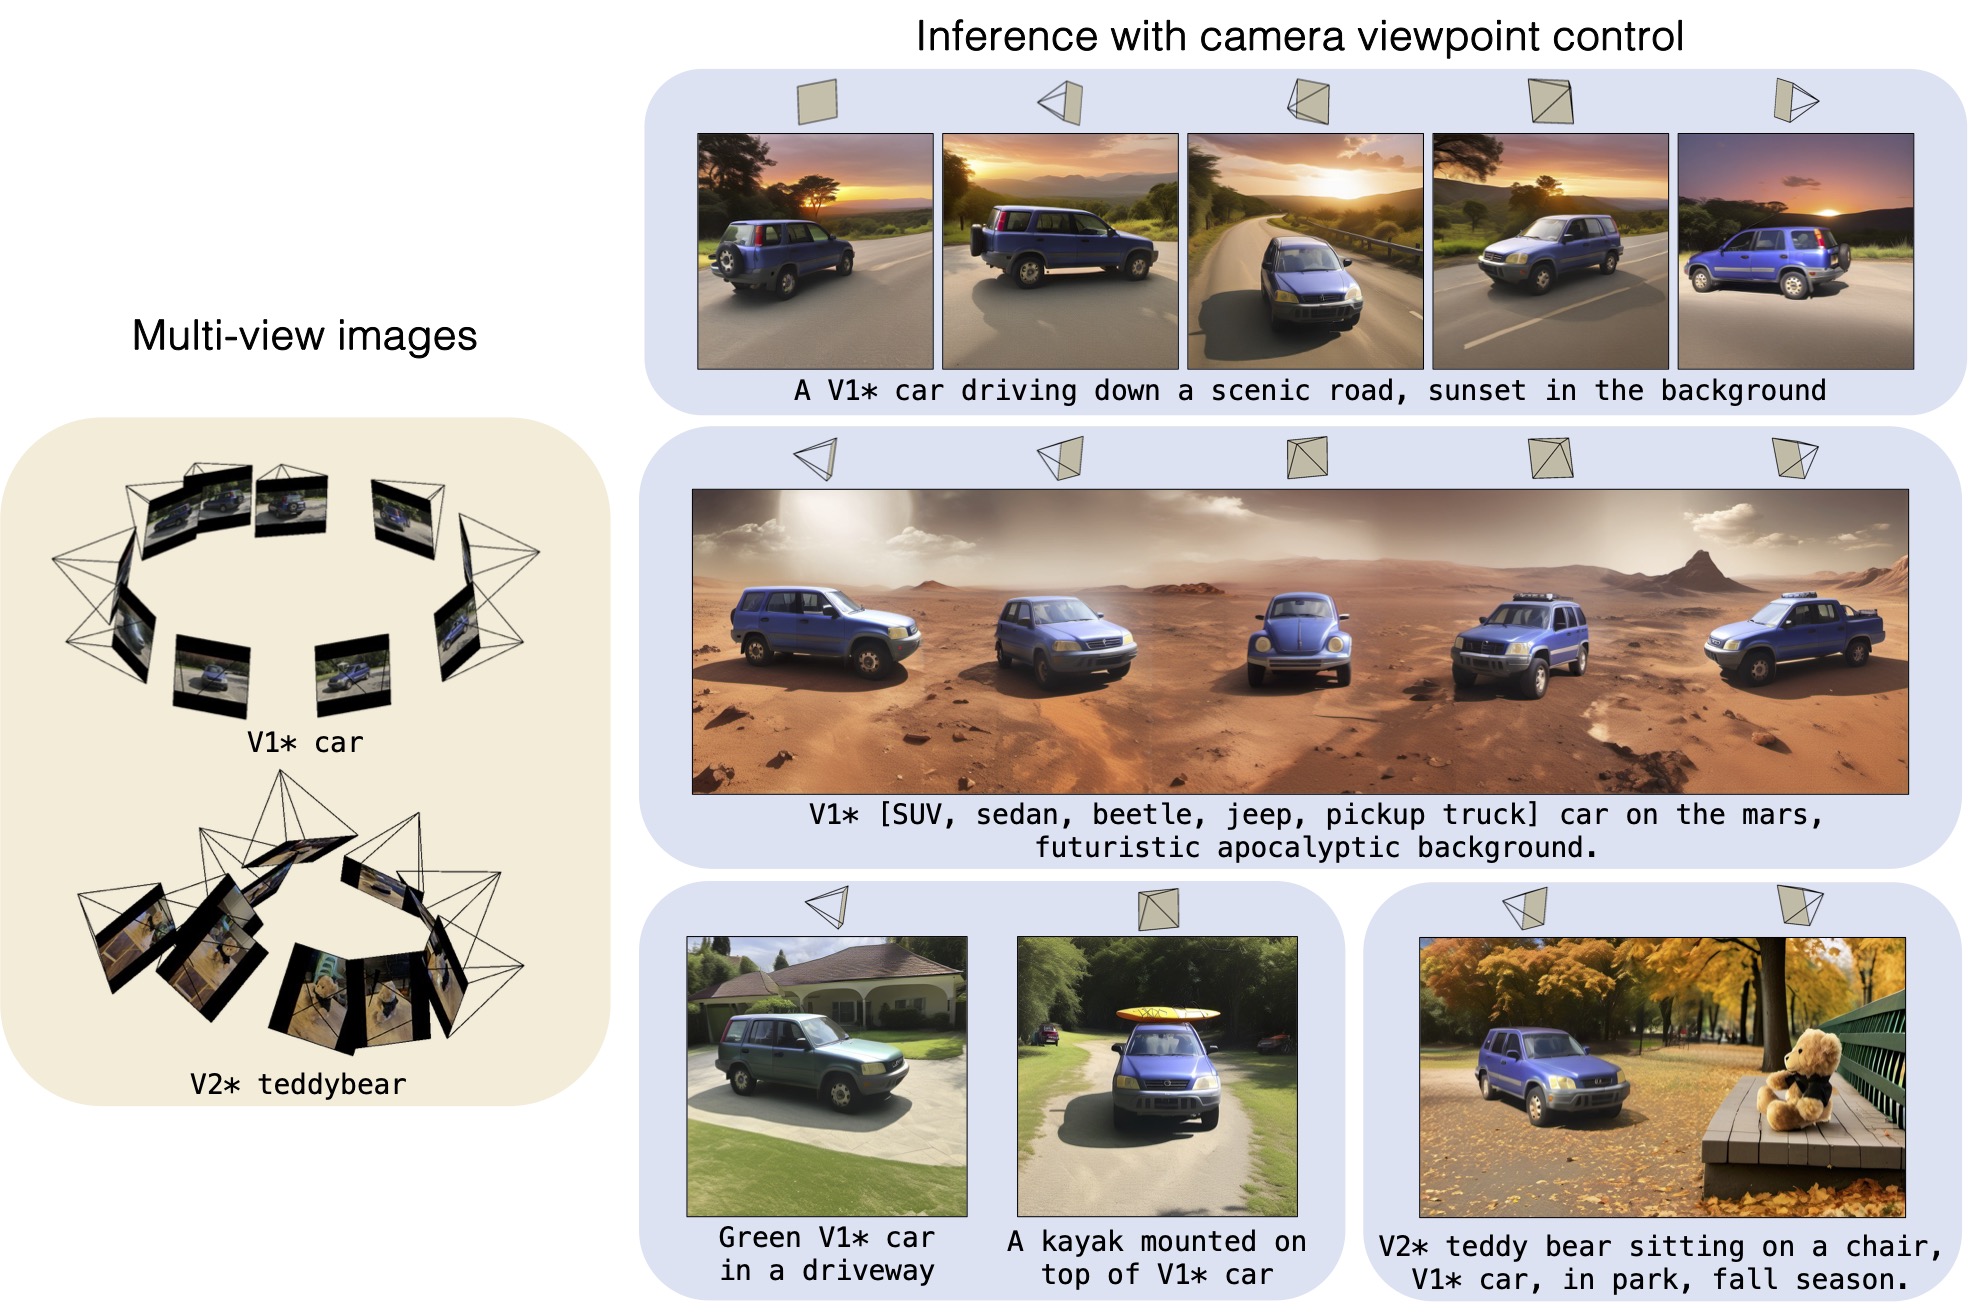 Inference with camera viewpoint control
Multi-view images
A V1* car driving down a scenic road, sunset in the background
V1* car
V1* [SUV, sedan, beetle, jeep, pickup truck] car on the mars,
futuristic apocalyptic background.
V2* teddybear
Green V1* car
in a driveway
A kayak mounted on
top of V1* car
V2* teddy bear sitting on a chair,
V1* car, in park, fall season.